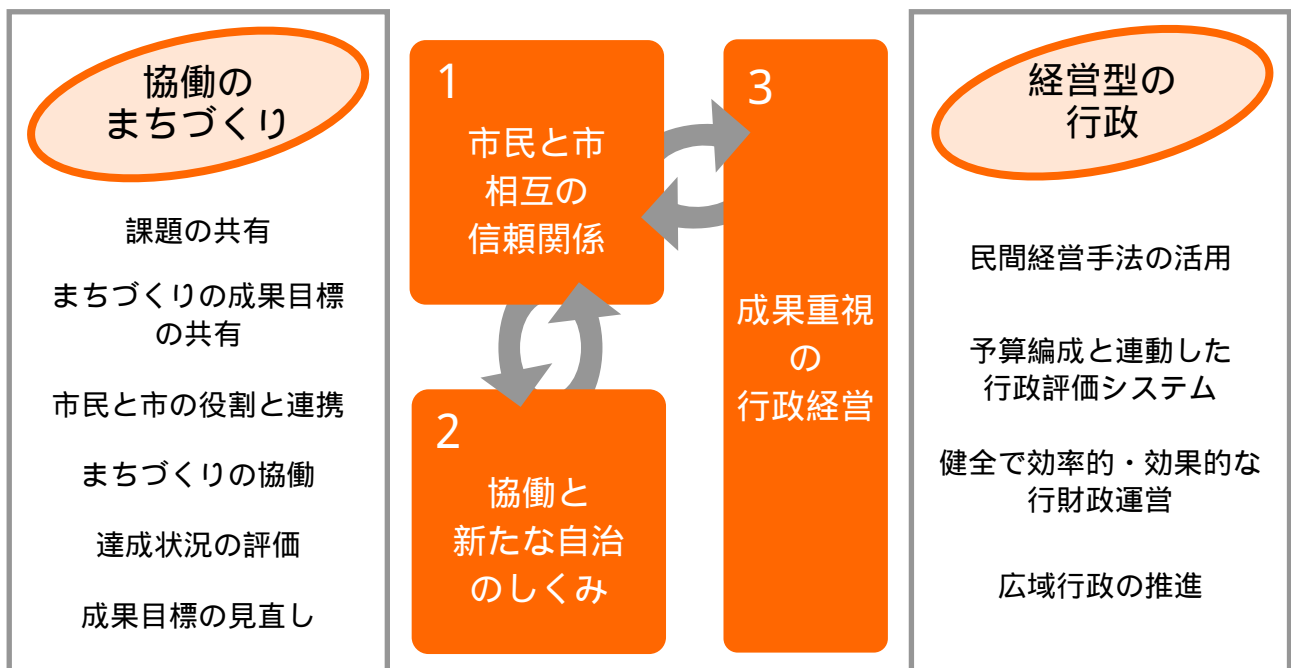 協働の
まちづくり
課題の共有
まちづくりの成果目標
の共有
市民と市の役割と連携
まちづくりの協働
達成状況の評価
成果目標の見直し
1
市民と市
相互の
信頼関係
2
協働と
新たな自治
のしくみ
3
成果重視
の
行政経営
経営型の
行政
民間経営手法の活用
予算編成と連動した
行政評価システム
健全で効率的・効果的な
行財政運営
広域行政の推進